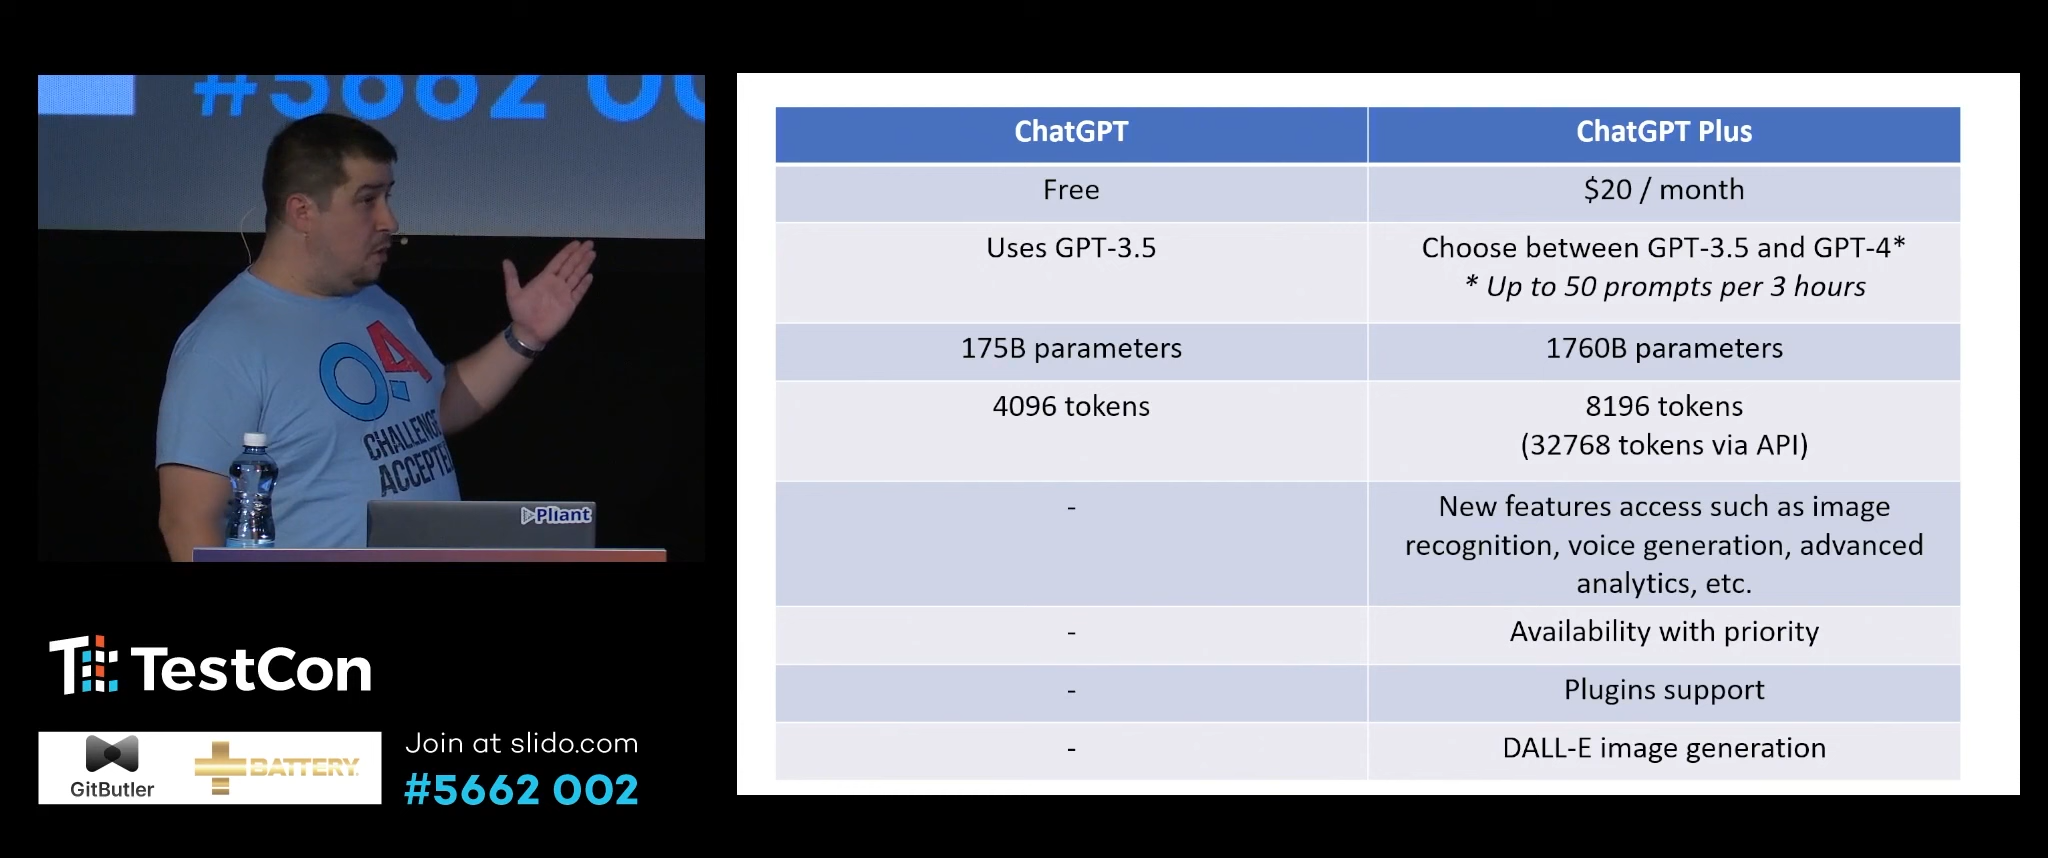 #5662 00
QA
CHALLENGE
ACCEPTED
Pliant
TestCon
GitButler
BATTERY
Join at slido.com
#5662 002
ChatGPT
ChatGPT Plus
Free
$20 / month
Uses GPT-3.5
Choose between GPT-3.5 and GPT-4*
* Up to 50 prompts per 3 hours
175B parameters
1760B parameters
4096 tokens
8196 tokens
(32768 tokens via API)
-
New features access such as image
recognition, voice generation, advanced
analytics, etc.
-
Availability with priority
-
Plugins support
-
DALL-E image generation